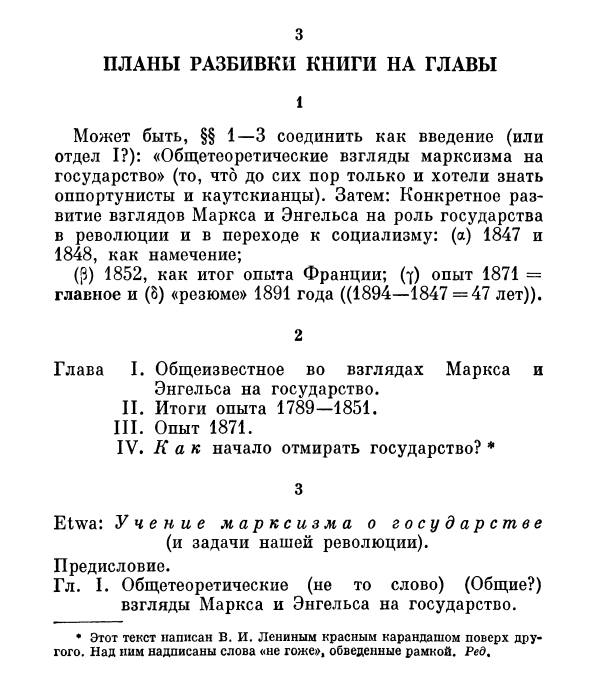 3
ПЛАНЫ РАЗБИВКИ КНИГИ НА ГЛАВЫ
1
Может быть, §§ 1—3 соединить как введение (или
отдел I?): «Общетеоретические взгляды марксизма на
государство» (то, что́ до сих пор только и хотели знать
оппортунисты и каутскианцы). Затем: Конкретное раз-
витие взглядов Маркса и Энгельса на роль государства
в революции и в переходе к социализму: (α) 1847 и
1848, как намечение;
(β) 1852, как итог опыта Франции; (γ) опыт 1871 =
главное и (δ) «резюме» 1891 года ((1894—1847 = 47 лет)).
2
Глава I. Общеизвестное во взглядах Маркса и
Энгельса на государство.
II. Итоги опыта 1789—1851.
III. Опыт 1871.
IV. Как начало отмирать государство? *
3
Etwa: Учение марксизма о государстве
(и задачи нашей революции).
Предисловие.
Гл. I. Общетеоретические (не то слово) (Общие?)
взгляды Маркса и Энгельса на государство.
* Этот текст написан В. И. Лениным красным карандашом поверх дру-
гого. Над ним надписаны слова «не гоже», обведенные рамкой. Ред.